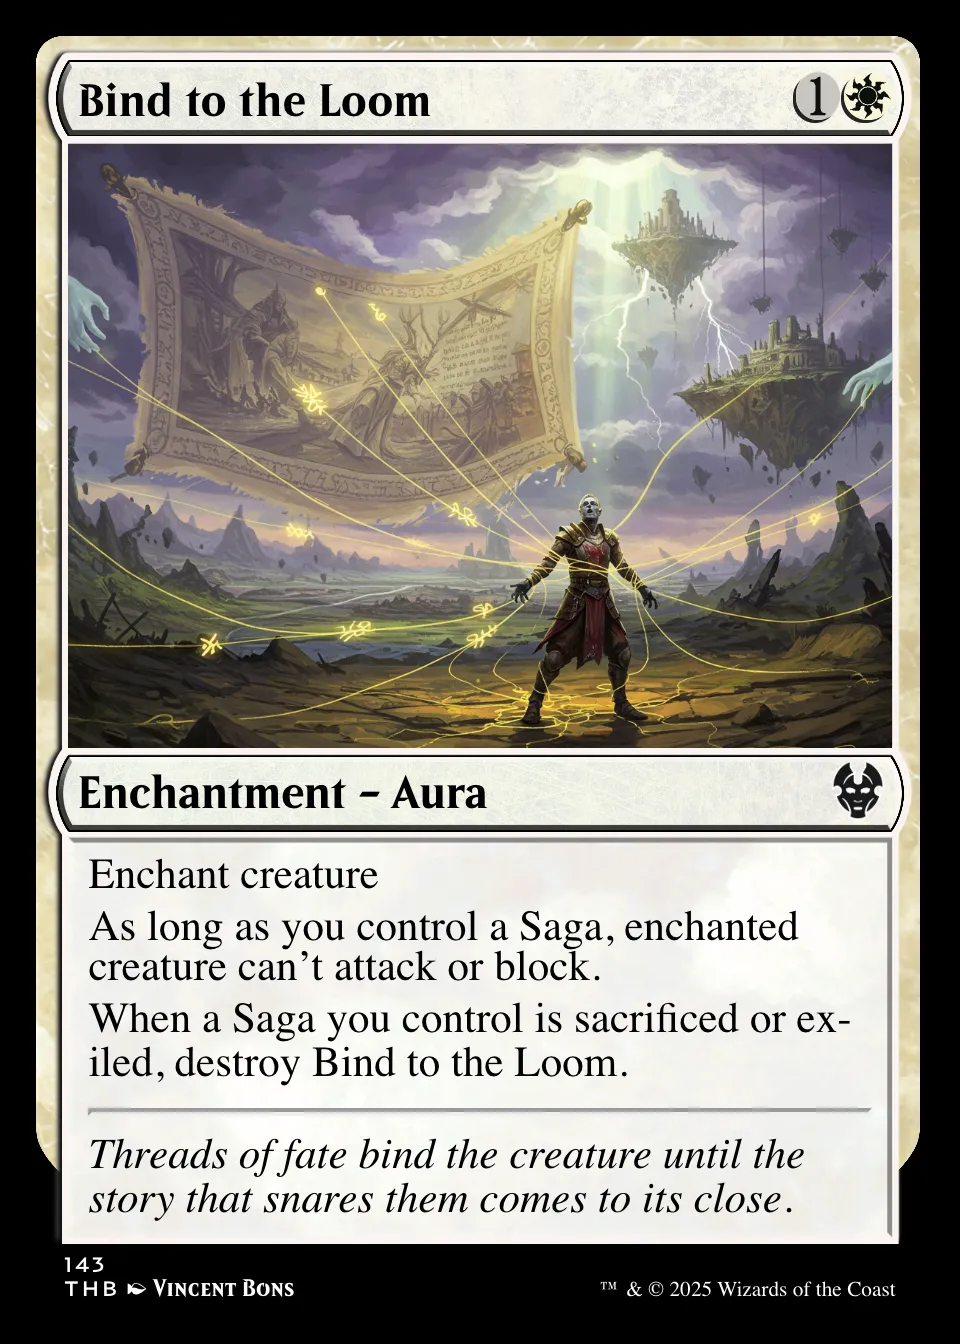 Bind to the Loom
1
Enchantment – Aura
Enchant creature
As long as you control a Saga, enchanted
creature can’t attack or block.
When a Saga you control is sacrificed or ex-
iled, destroy Bind to the Loom.
Threads of fate bind the creature until the
story that snares them comes to its close.
143
THB Vincent Bons
™ & © 2025 Wizards of the Coast